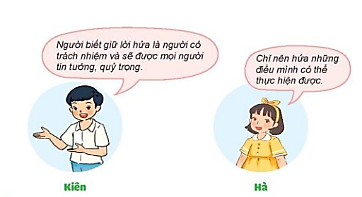 Người biết giữ lời hứa là người có
trách nhiệm và sẽ được mọi người
tin tưởng, quý trọng.
Chỉ nên hứa những
điều mình có thể
thực hiện được.
Kiên
Hà